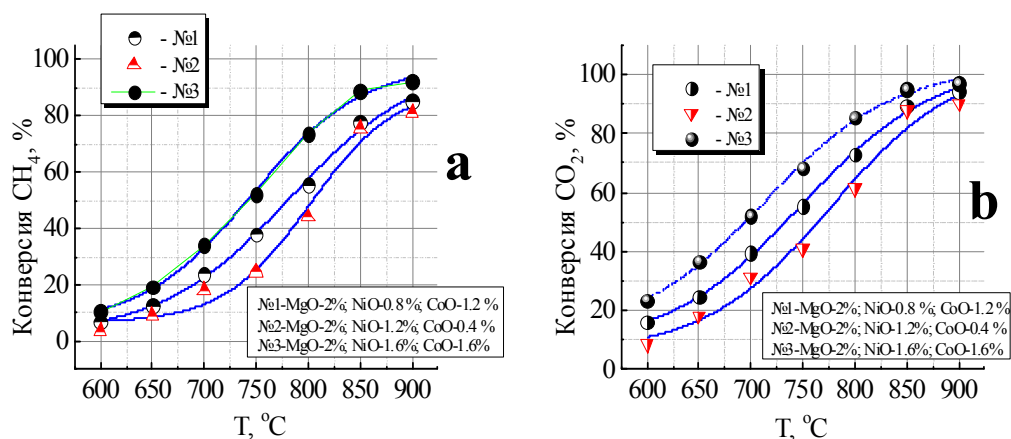 - №1
- №2
- №3
100
80
60
40
20
0
Конверсия CH4, %
a
№1-MgO-2%; NiO-0.8%; CoO-1.2 %
№2-MgO-2%; NiO-1.2%; CoO-0.4 %
№3-MgO-2%; NiO-1.6%; CoO-1.6%
600 650 700 750 800 850 900
T, °C
- №1
- №2
- №3
100
80
60
40
20
0
Конверсия CO2, %
b
№1-MgO-2%; NiO-0.8 %; CoO-1.2%
№2-MgO-2%; NiO-1.2%; CoO-0.4 %
№3-MgO-2%; NiO-1.6%; CoO-1.6%
600 650 700 750 800 850 900
T, °C